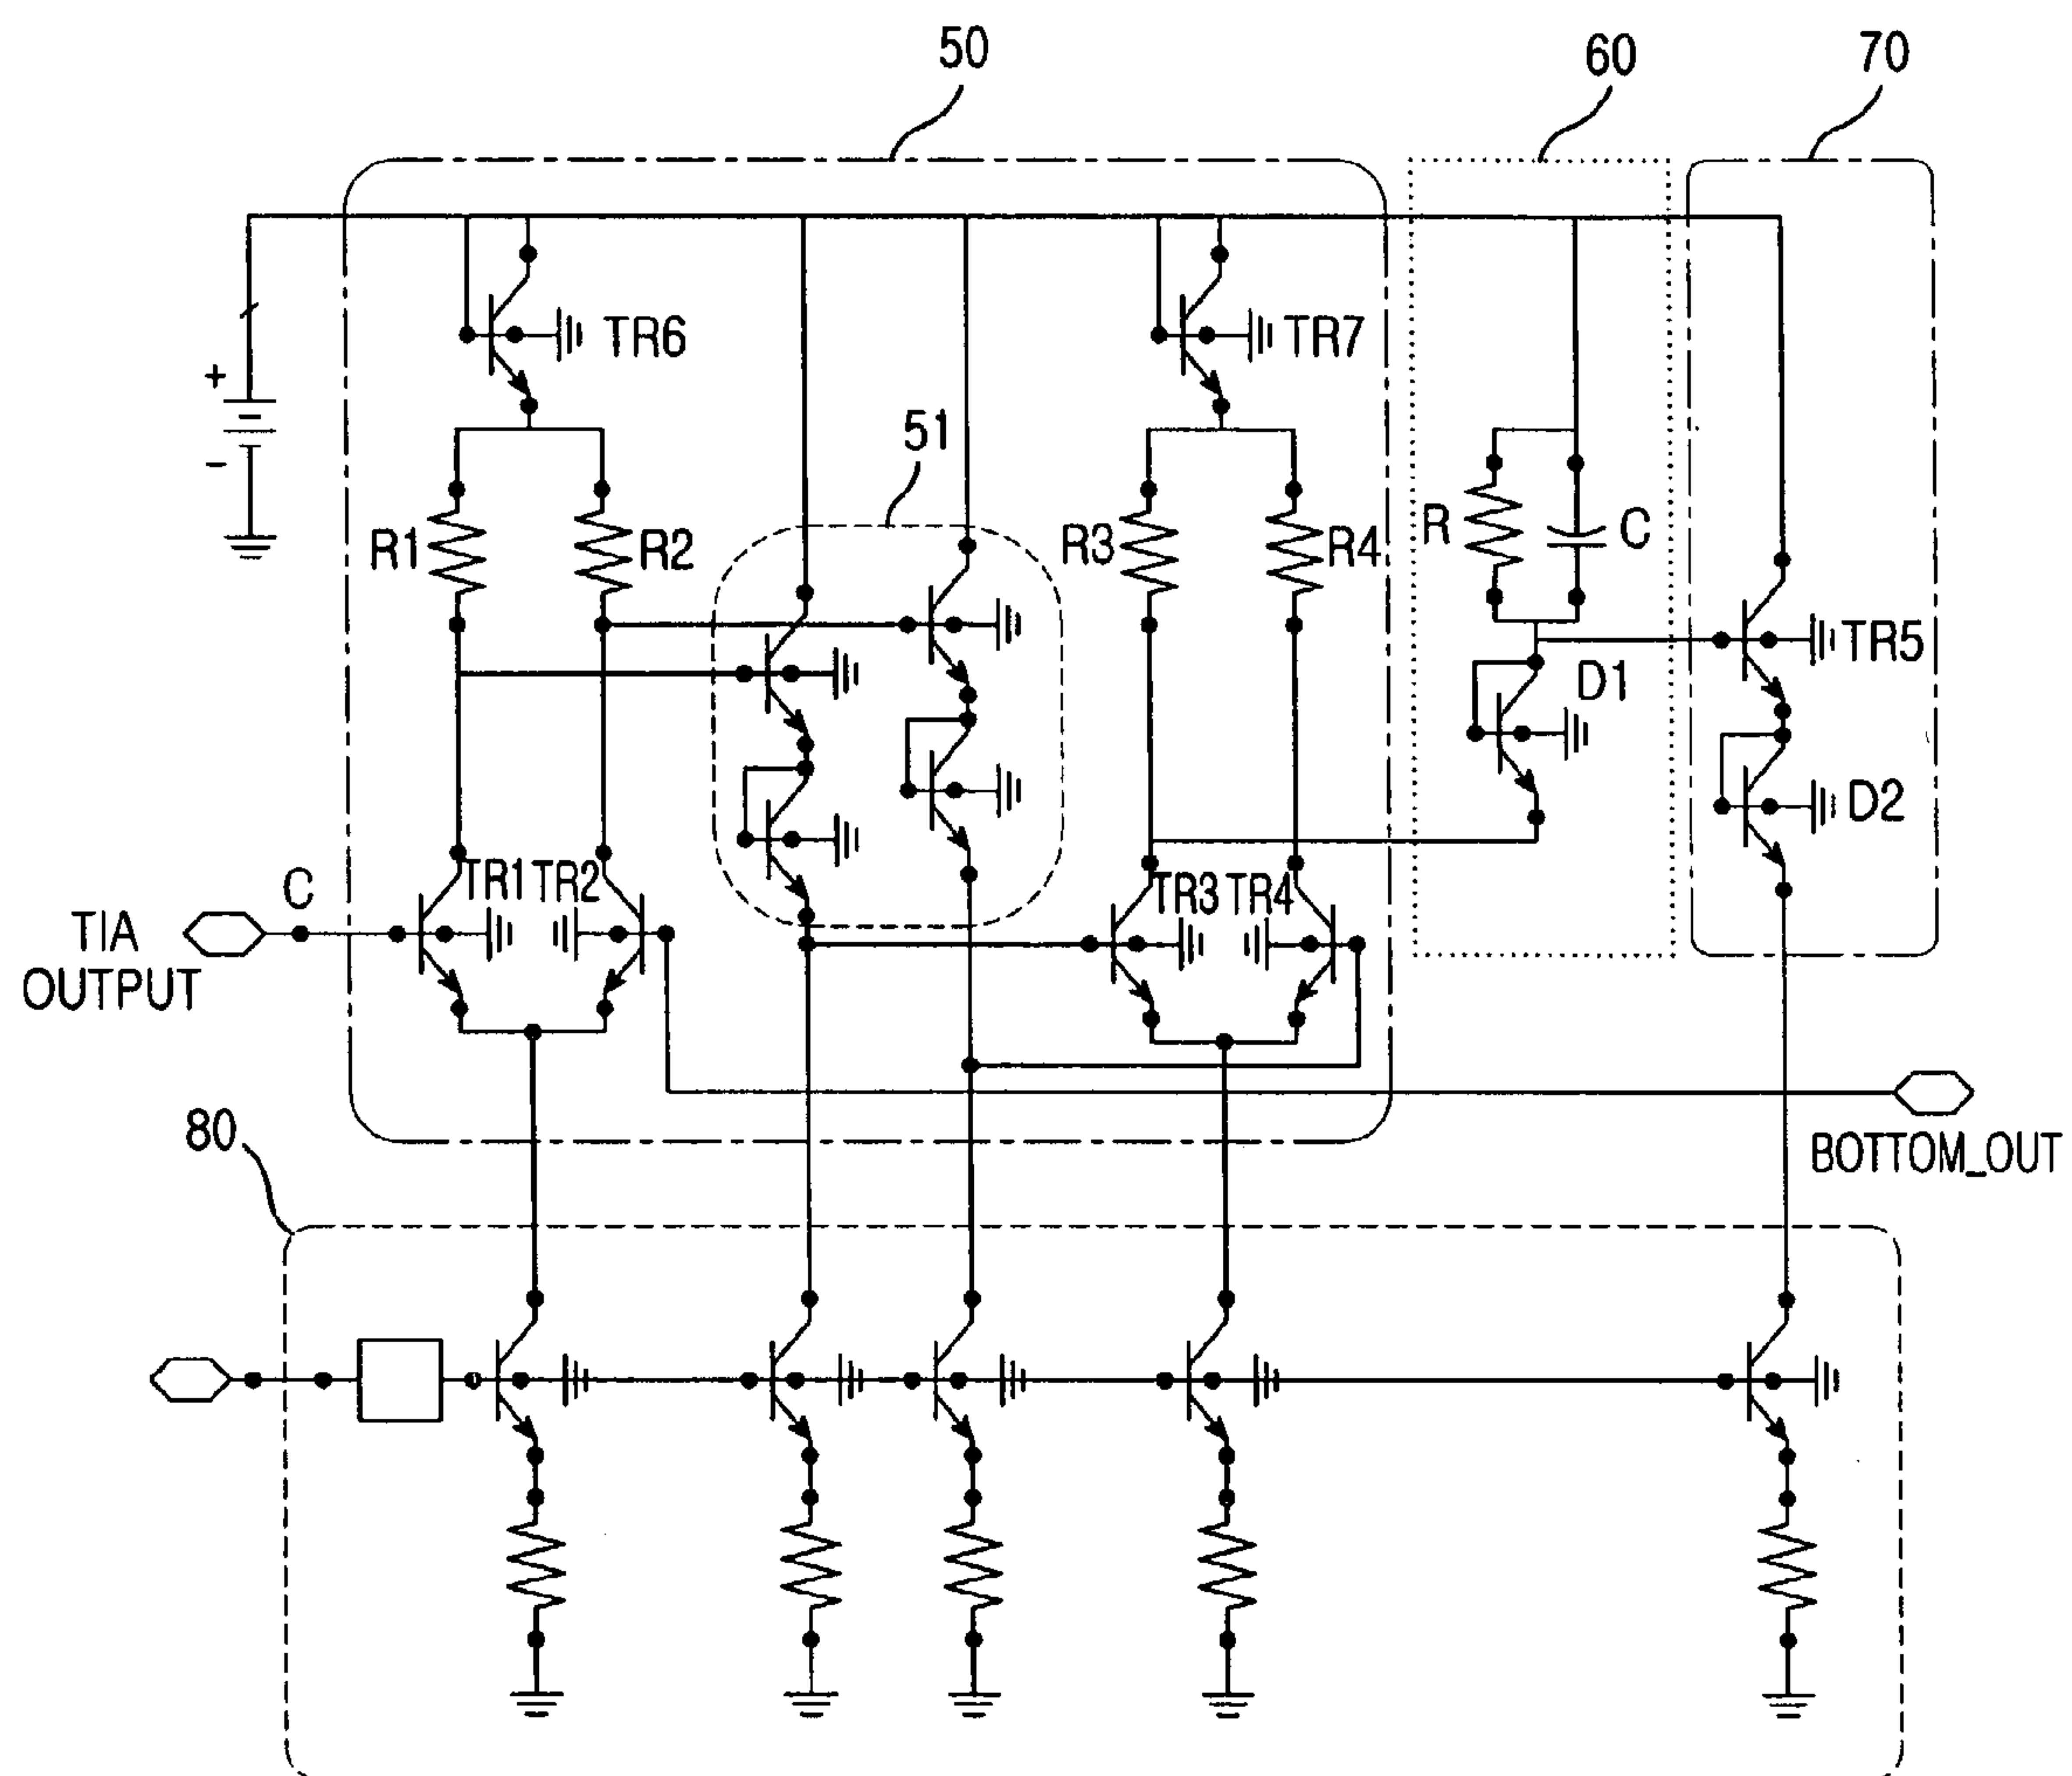 50
60
70
TR6
TR7
+
-
51
R1
R2
R3
R4
R
C
TR5
D1
D2
C
TR1
TR2
TR3
TR4
TIA
OUTPUT
80
BOTTOM_OUT